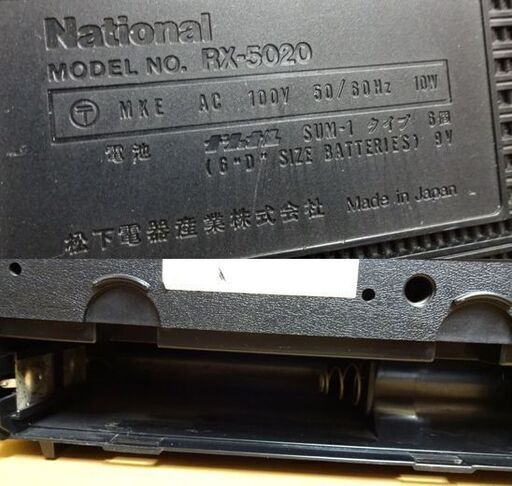 National
MODEL NO. RX-5020
〒 MKE AC 100V 50/60Hz 10W
電池 ナショナル SUM-1 タイプ 6個
(6"D" SIZE BATTERIES) 9V
松下電器産業株式会社 Made in Japan